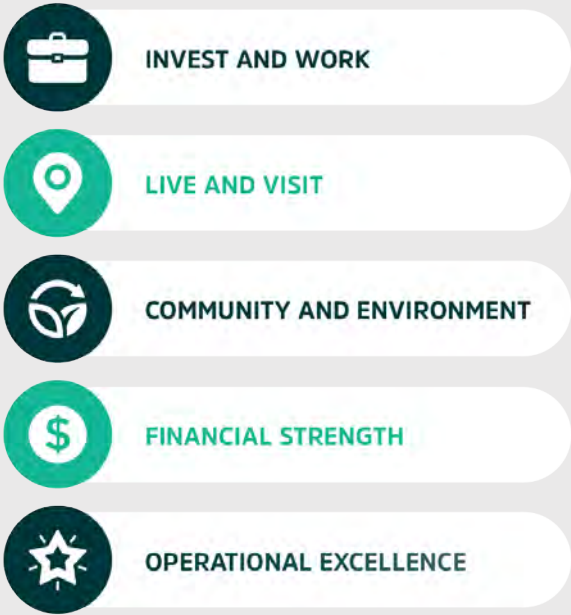 INVEST AND WORK
LIVE AND VISIT
COMMUNITY AND ENVIRONMENT
$
FINANCIAL STRENGTH
OPERATIONAL EXCELLENCE